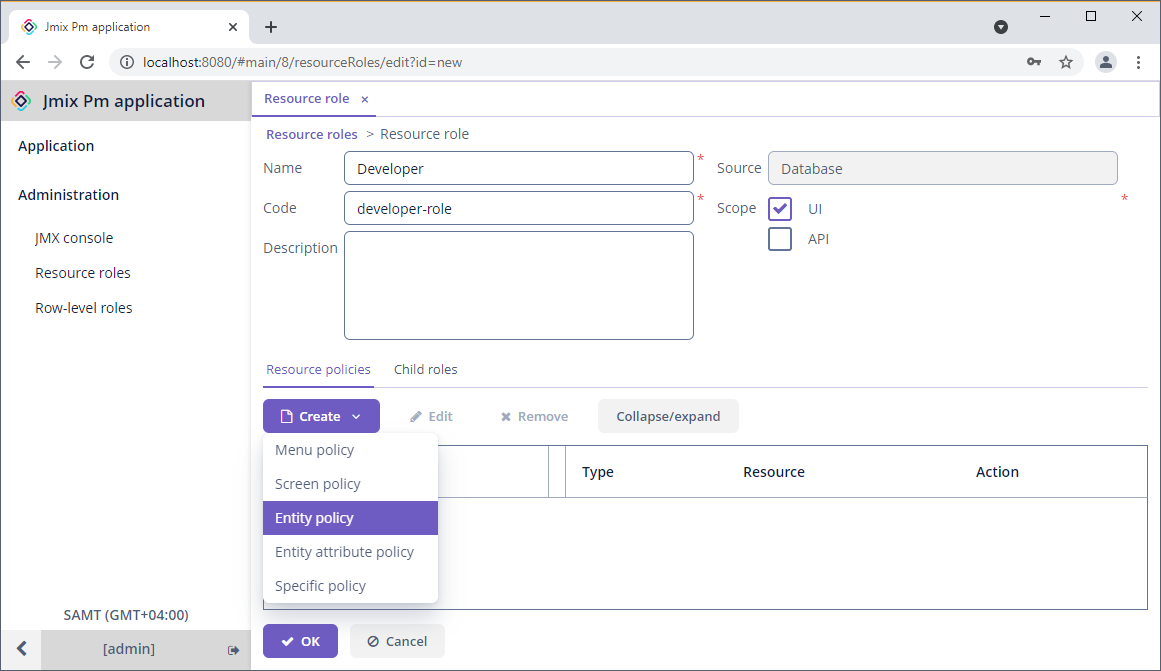 Jmix Pm application
localhost:8080/#main/8/resourceRoles/edit?id=new
Jmix Pm application
Application
Administration
JMX console
Resource roles
Row-level roles
SAMT (GMT+04:00)
[admin]
Resource role
Resource roles > Resource role
Name Developer * Source Database
Code developer-role * Scope UI *
API
Description
Resource policies Child roles
Create Edit Remove Collapse/expand
Menu policy
Screen policy
Entity policy
Entity attribute policy
Specific policy
Type Resource Action
OK Cancel